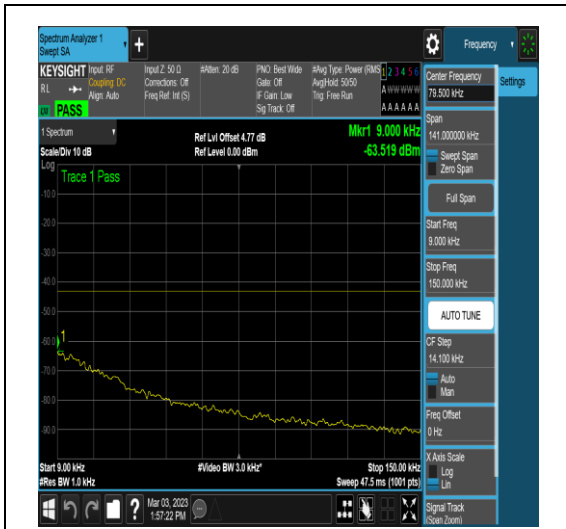 Spectrum Analyzer 1
Swept SA
Frequency
KEYSIGHT
RL
PASS
Input: RF
Coupling: DC
Align: Auto
Input Z: 50 Ω
Corrections: Off
Freq Ref: Int (S)
#Atten: 20 dB
PNO: Best Wide
Gate: Off
IF Gain: Low
Sig Track: Off
#Avg Type: Power (RMS)
Avg|Hold: 50/50
Trig: Free Run
1 2 3 4 5 6
A W W W W W
A A A A A A
1 Spectrum
Scale/Div 10 dB
Ref Lvl Offset 4.77 dB
Ref Level 0.00 dBm
Mkr1 9.000 kHz
-63.519 dBm
Log
Trace 1 Pass
-10.0
-20.0
-30.0
-40.0
-50.0
-60.0
-70.0
-80.0
-90.0
1
Start 9.00 kHz
#Res BW 1.0 kHz
#Video BW 3.0 kHz*
Stop 150.00 kHz
Sweep 47.5 ms (1001 pts)
Center Frequency
79.500 kHz
Settings
Span
141.000000 kHz
Swept Span
Zero Span
Full Span
Start Freq
9.000 kHz
Stop Freq
150.000 kHz
AUTO TUNE
CF Step
14.100 kHz
Auto
Man
Freq Offset
0 Hz
X Axis Scale
Log
Lin
Signal Track
(Span Zoom)
?
Mar 03, 2023
1:57:22 PM